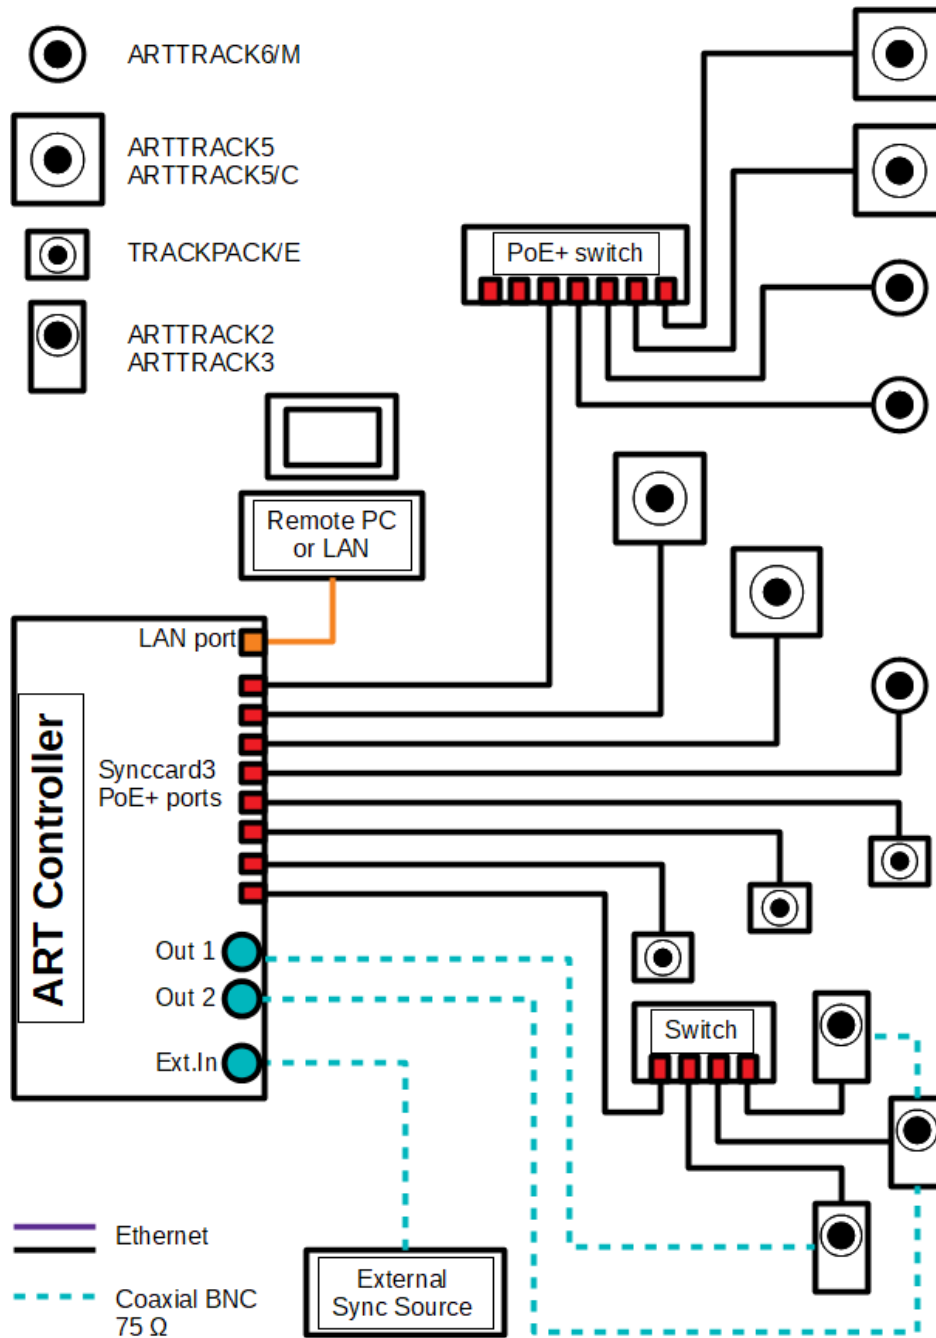 ARTTRACK6/M
ARTTRACK5
ARTTRACK5/C
TRACKPACK/E
ARTTRACK2
ARTTRACK3
PoE+ switch
Remote PC
or LAN
LAN port
ART Controller
Synccard3
PoE+ ports
Out 1
Out 2
Ext.In
Switch
Ethernet
Coaxial BNC
75 Ω
External
Sync Source